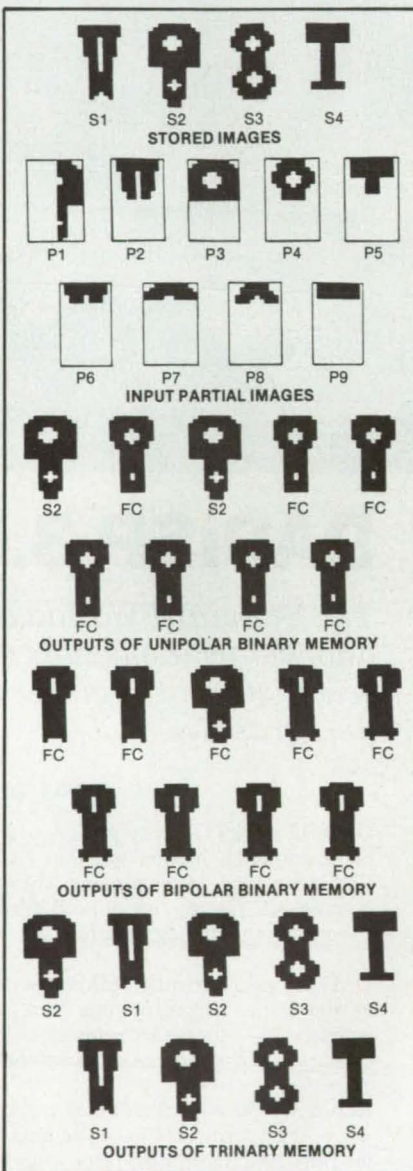 S1 S2 S3 S4
STORED IMAGES
P1 P2 P3 P4 P5
P6 P7 P8 P9
INPUT PARTIAL IMAGES
S2 FC S2 FC FC
FC FC FC FC
OUTPUTS OF UNIPOLAR BINARY MEMORY
FC FC FC FC FC
FC FC FC FC
OUTPUTS OF BIPOLAR BINARY MEMORY
S2 S1 S2 S3 S4
S1 S2 S3 S4
OUTPUTS OF TRINARY MEMORY